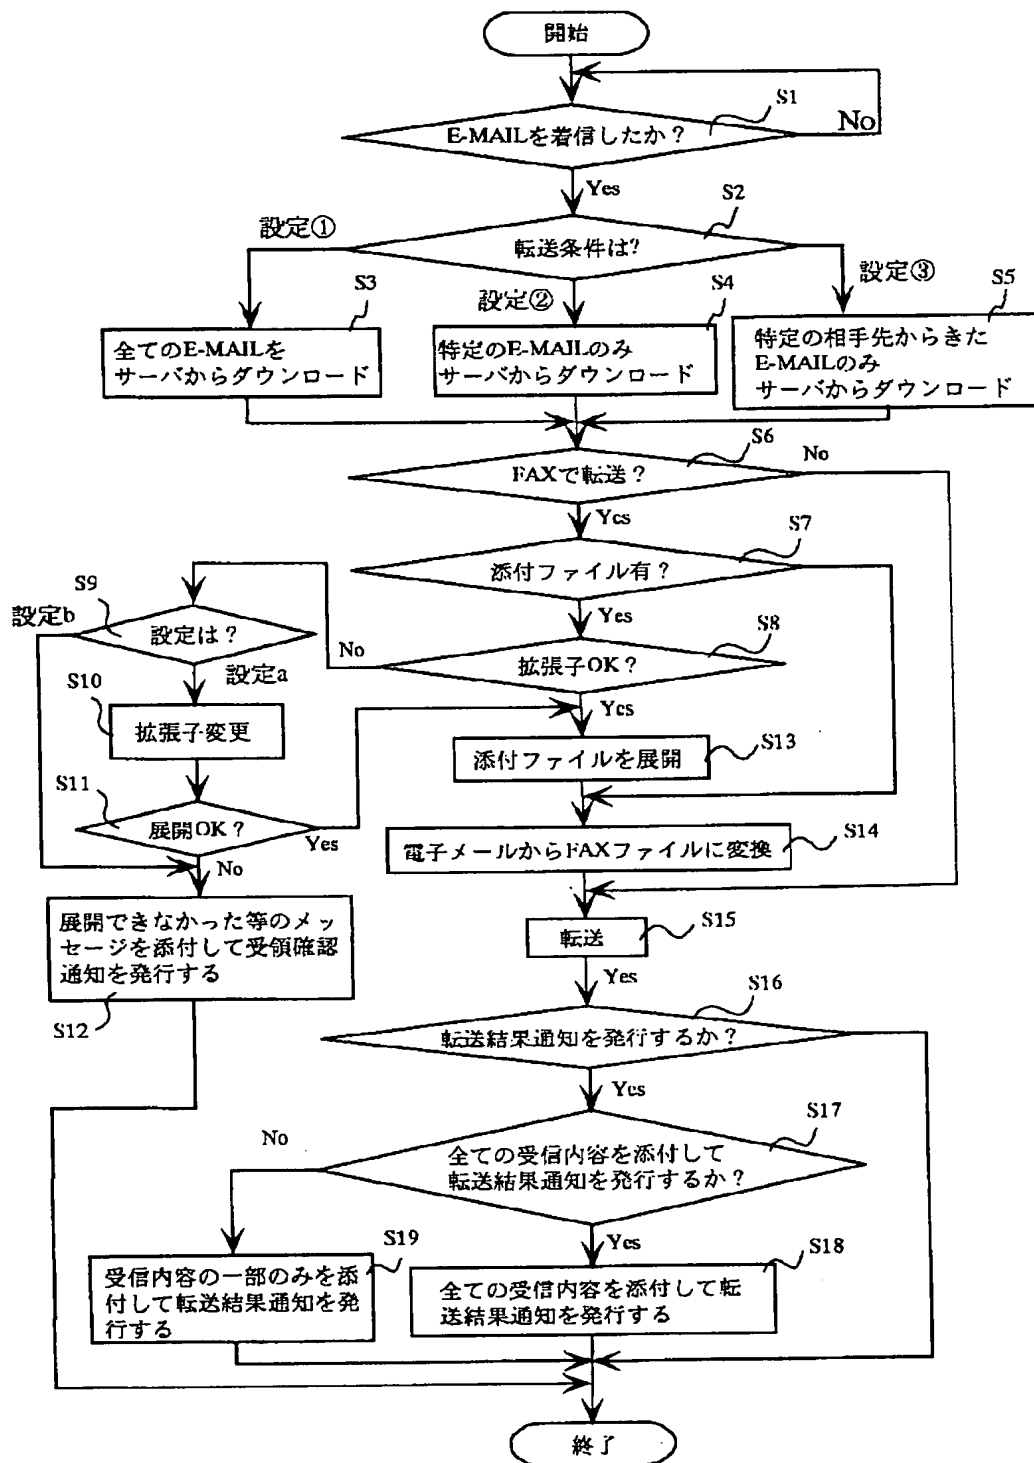 開始
S1
E-MAILを着信したか？
No
Yes
S2
設定①
転送条件は?
設定②
設定③
S3
S4
S5
全てのE-MAILを
サーバからダウンロード
特定のE-MAILのみ
サーバからダウンロード
特定の相手先からきた
E-MAILのみ
サーバからダウンロード
S6
FAXで転送？
No
Yes
S7
添付ファイル有？
Yes
S8
拡張子OK？
No
Yes
S9
設定b
設定は？
設定a
S10
拡張子変更
S11
展開OK？
Yes
No
S13
添付ファイルを展開
S14
電子メールからFAXファイルに変換
展開できなかった等のメッ
セージを添付して受領確認
通知を発行する
S12
S15
転送
Yes
S16
転送結果通知を発行するか？
Yes
S17
全ての受信内容を添付して
転送結果通知を発行するか？
No
Yes
S19
受信内容の一部のみを添
付して転送結果通知を発
行する
S18
全ての受信内容を添付して転
送結果通知を発行する
終了